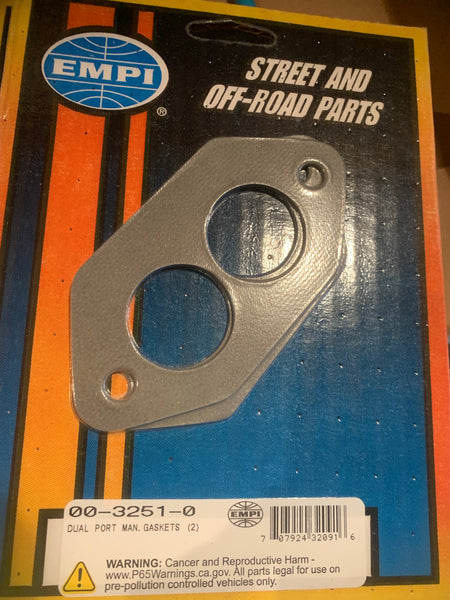 EMPI
®
STREET AND
OFF-ROAD PARTS
00-3251-0
DUAL PORT MAN. GASKETS (2)
EMPI
7 07924 32091 6
WARNING: Cancer and Reproductive Harm -
www.P65Warnings.ca.gov. All parts legal for use on
pre-pollution controlled vehicles only.